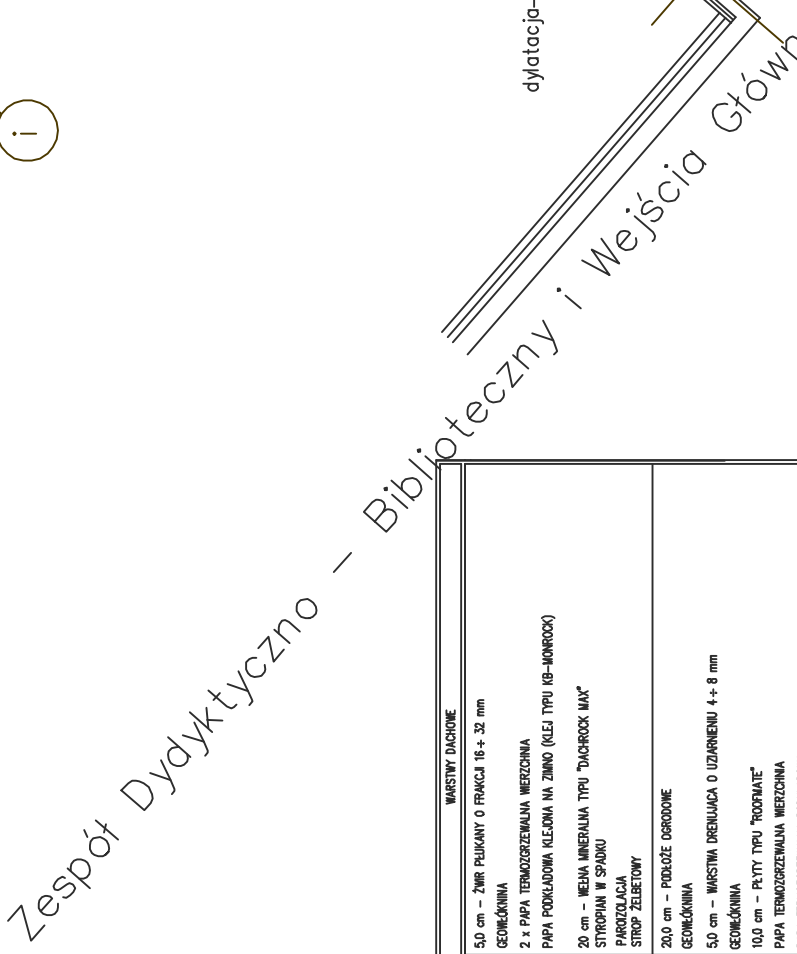 dylatacja-
i
Zespół Dydyktyczno - Biblioteczny i Wejścia Główn
WARSTWY DACHOWE
5,0 cm - ŻWIR PŁUKANY O FRAKCJI 16÷ 32 mm
GEOWŁÓKNINA
2 x PAPA TERMOZGRZEWALNA WIERZCHNIA
PAPA PODKŁADOWA KLEJONA NA ZIMNO (KLEJ TYPU KB-MONROCK)
20 cm - WEŁNA MINERALNA TYPU "DACHROCK MAX"
STYROPIAN W SPADKU
PAROIZOLACJA
STROP ŻELBETOWY
20,0 cm - PODŁOŻE OGRODOWE
GEOWŁÓKNINA
5,0 cm - WARSTWA DRENUJACA O UZIARNIENIU 4÷ 8 mm
GEOWŁÓKNINA
10,0 cm - PŁYTY TYPU "ROOFMATE"
PAPA TERMOZGRZEWALNA WIERZCHNIA